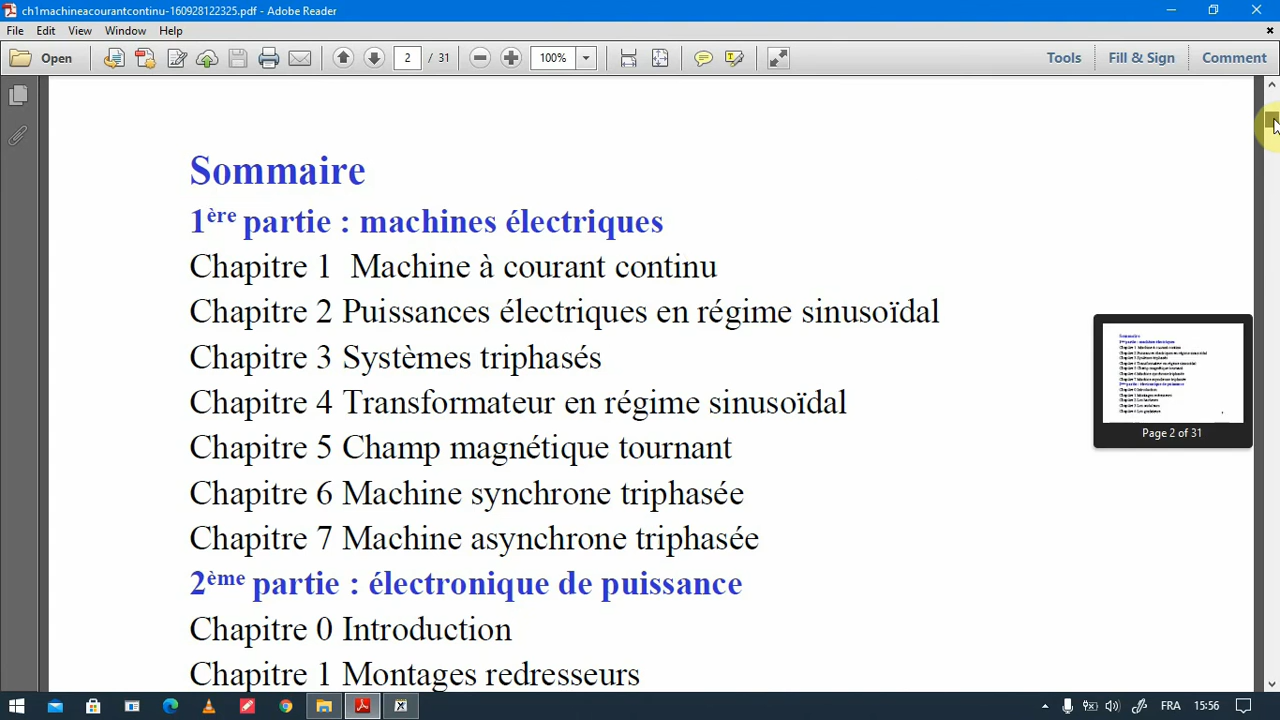 ch1machineacourantcontinu-160928122325.pdf - Adobe Reader
File Edit View Window Help
Open 2 / 31 100% Tools Fill & Sign Comment
Sommaire
1ère partie : machines électriques
Chapitre 1 Machine à courant continu
Chapitre 2 Puissances électriques en régime sinusoïdal
Chapitre 3 Systèmes triphasés
Chapitre 4 Transformateur en régime sinusoïdal
Chapitre 5 Champ magnétique tournant
Chapitre 6 Machine synchrone triphasée
Chapitre 7 Machine asynchrone triphasée
2ème partie : électronique de puissance
Chapitre 0 Introduction
Chapitre 1 Montages redresseurs
Page 2 of 31
FRA 15:56